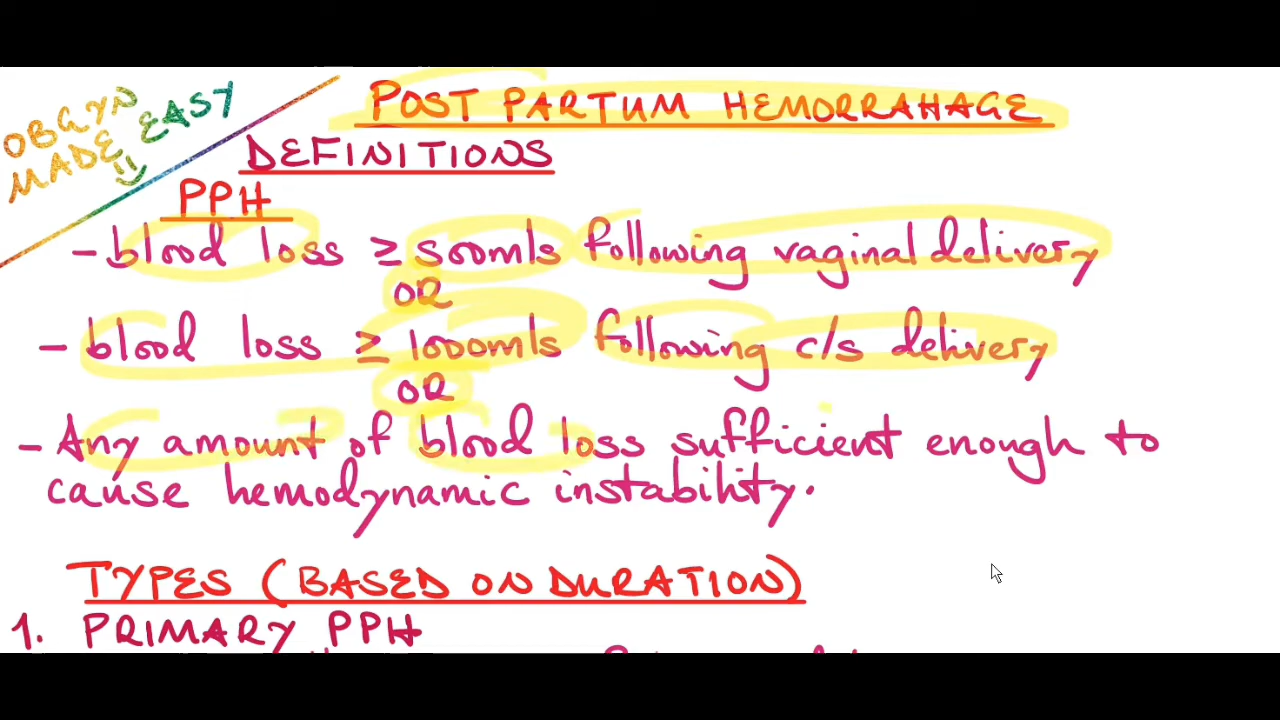 OBGYN
MADE EASY
POST PARTUM HEMORRAHAGE
DEFINITIONS
PPH
- blood loss ≥ 500mls following vaginal delivery
OR
- blood loss ≥ 1000mls following c/s delivery
OR
- Any amount of blood loss sufficient enough to
cause hemodynamic instability.
TYPES (BASED ON DURATION)
1. PRIMARY PPH